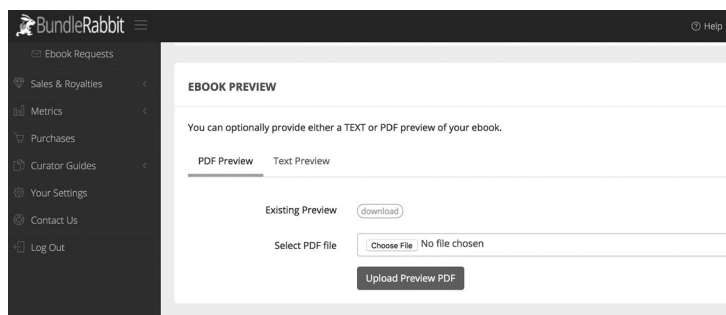 BundleRabbit
Help
Ebook Requests
Sales & Royalties
Metrics
Purchases
Curator Guides
Your Settings
Contact Us
Log Out
EBOOK PREVIEW
You can optionally provide either a TEXT or PDF preview of your ebook.
PDF Preview Text Preview
Existing Preview download
Select PDF file Choose File No file chosen
Upload Preview PDF